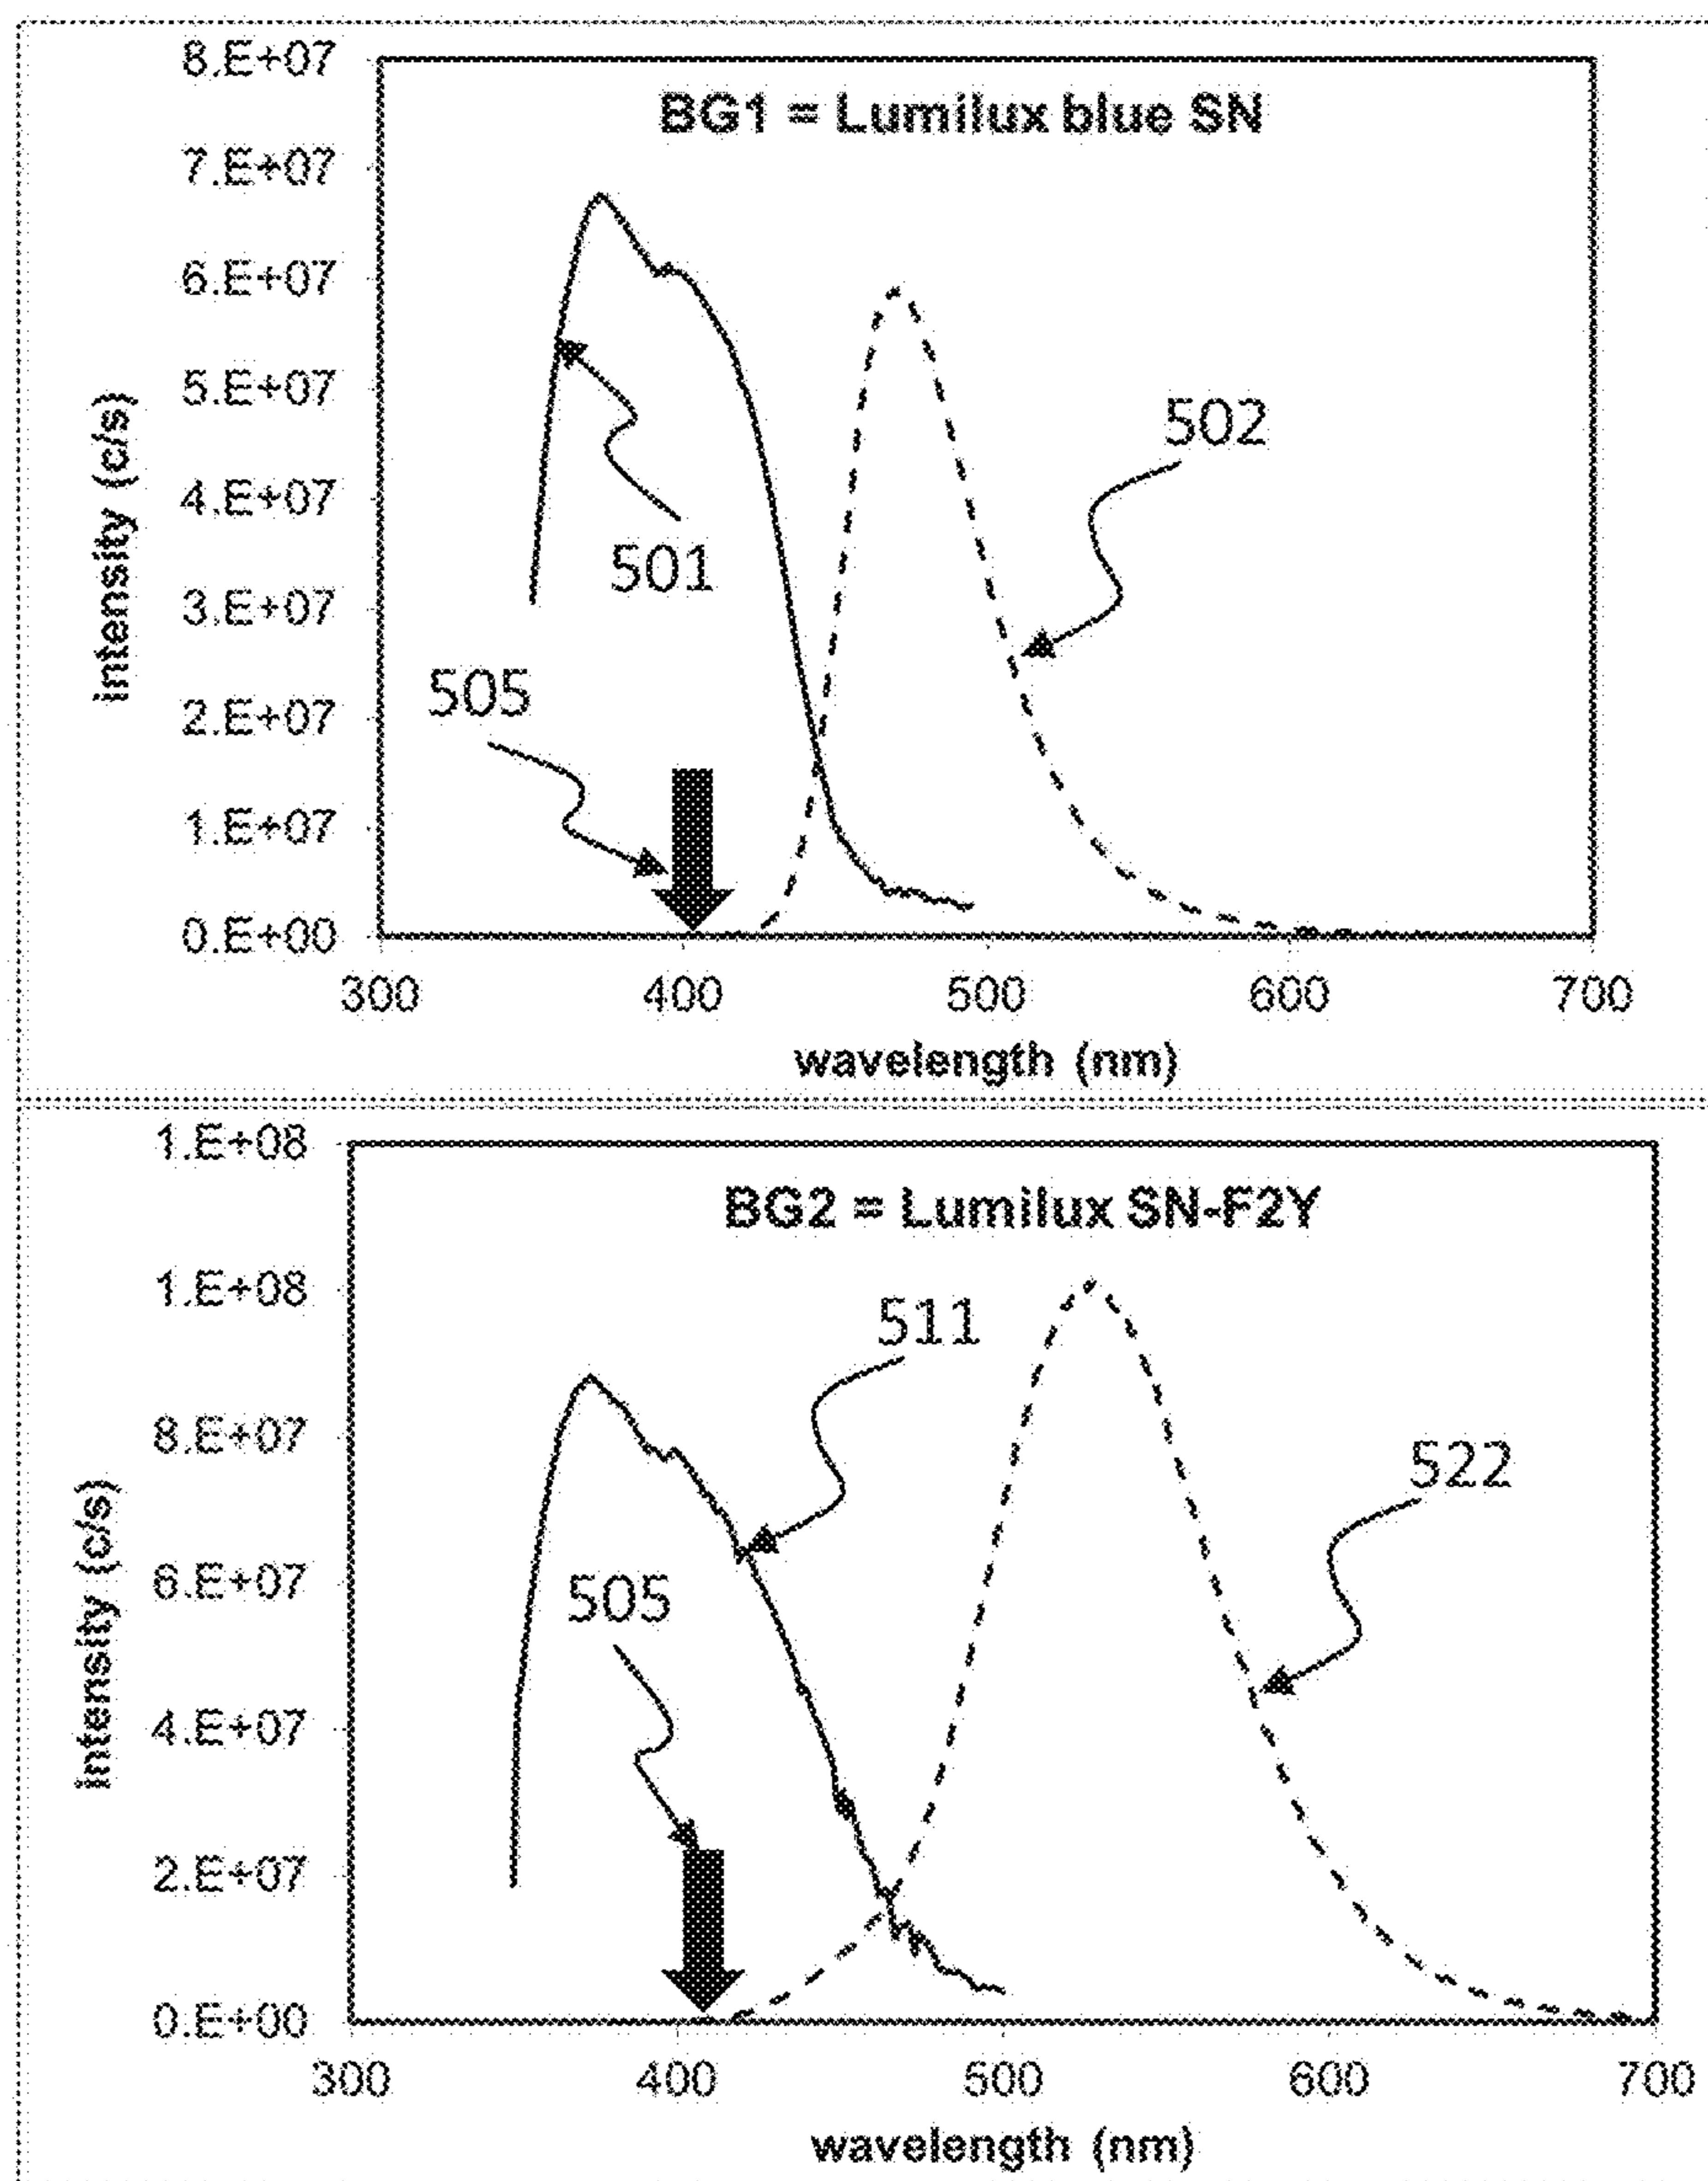 8.E+07
BG1 = Lumilux blue SN
7.E+07
6.E+07
5.E+07
502
4.E+07
501
3.E+07
505
2.E+07
1.E+07
0.E+00
intensity (c/s)
300 400 500 600 700
wavelength (nm)
1.E+08
BG2 = Lumilux SN-F2Y
1.E+08
511
8.E+07
522
6.E+07
505
4.E+07
2.E+07
0.E+00
intensity (c/s)
300 400 500 600 700
wavelength (nm)